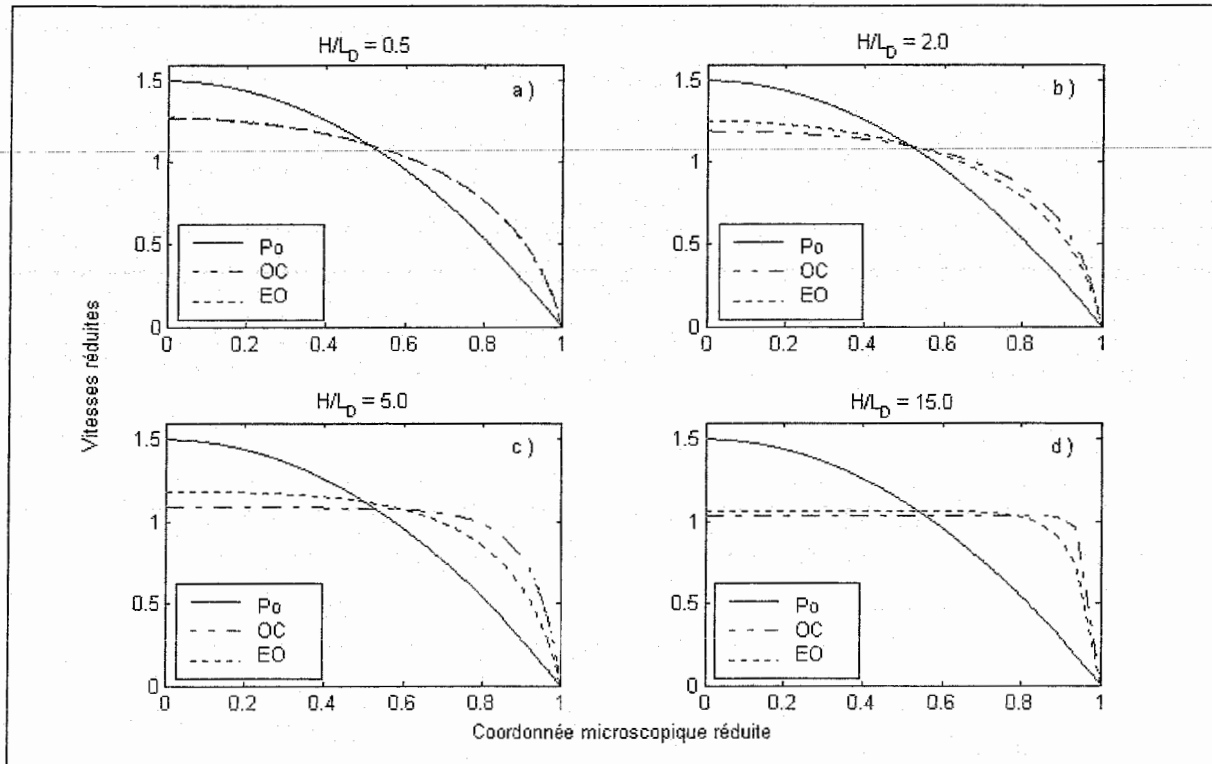 H/L_D = 0.5
1.5
a )
1
0.5
0
Po
OC
EO
0
0.2
0.4
0.6
0.8
1
H/L_D = 2.0
1.5
b )
1
0.5
0
Po
OC
EO
0
0.2
0.4
0.6
0.8
1
Vitesses réduites
H/L_D = 5.0
1.5
c )
1
0.5
0
Po
OC
EO
0
0.2
0.4
0.6
0.8
1
H/L_D = 15.0
1.5
d )
1
0.5
0
Po
OC
EO
0
0.2
0.4
0.6
0.8
1
Coordonnée microscopique réduite